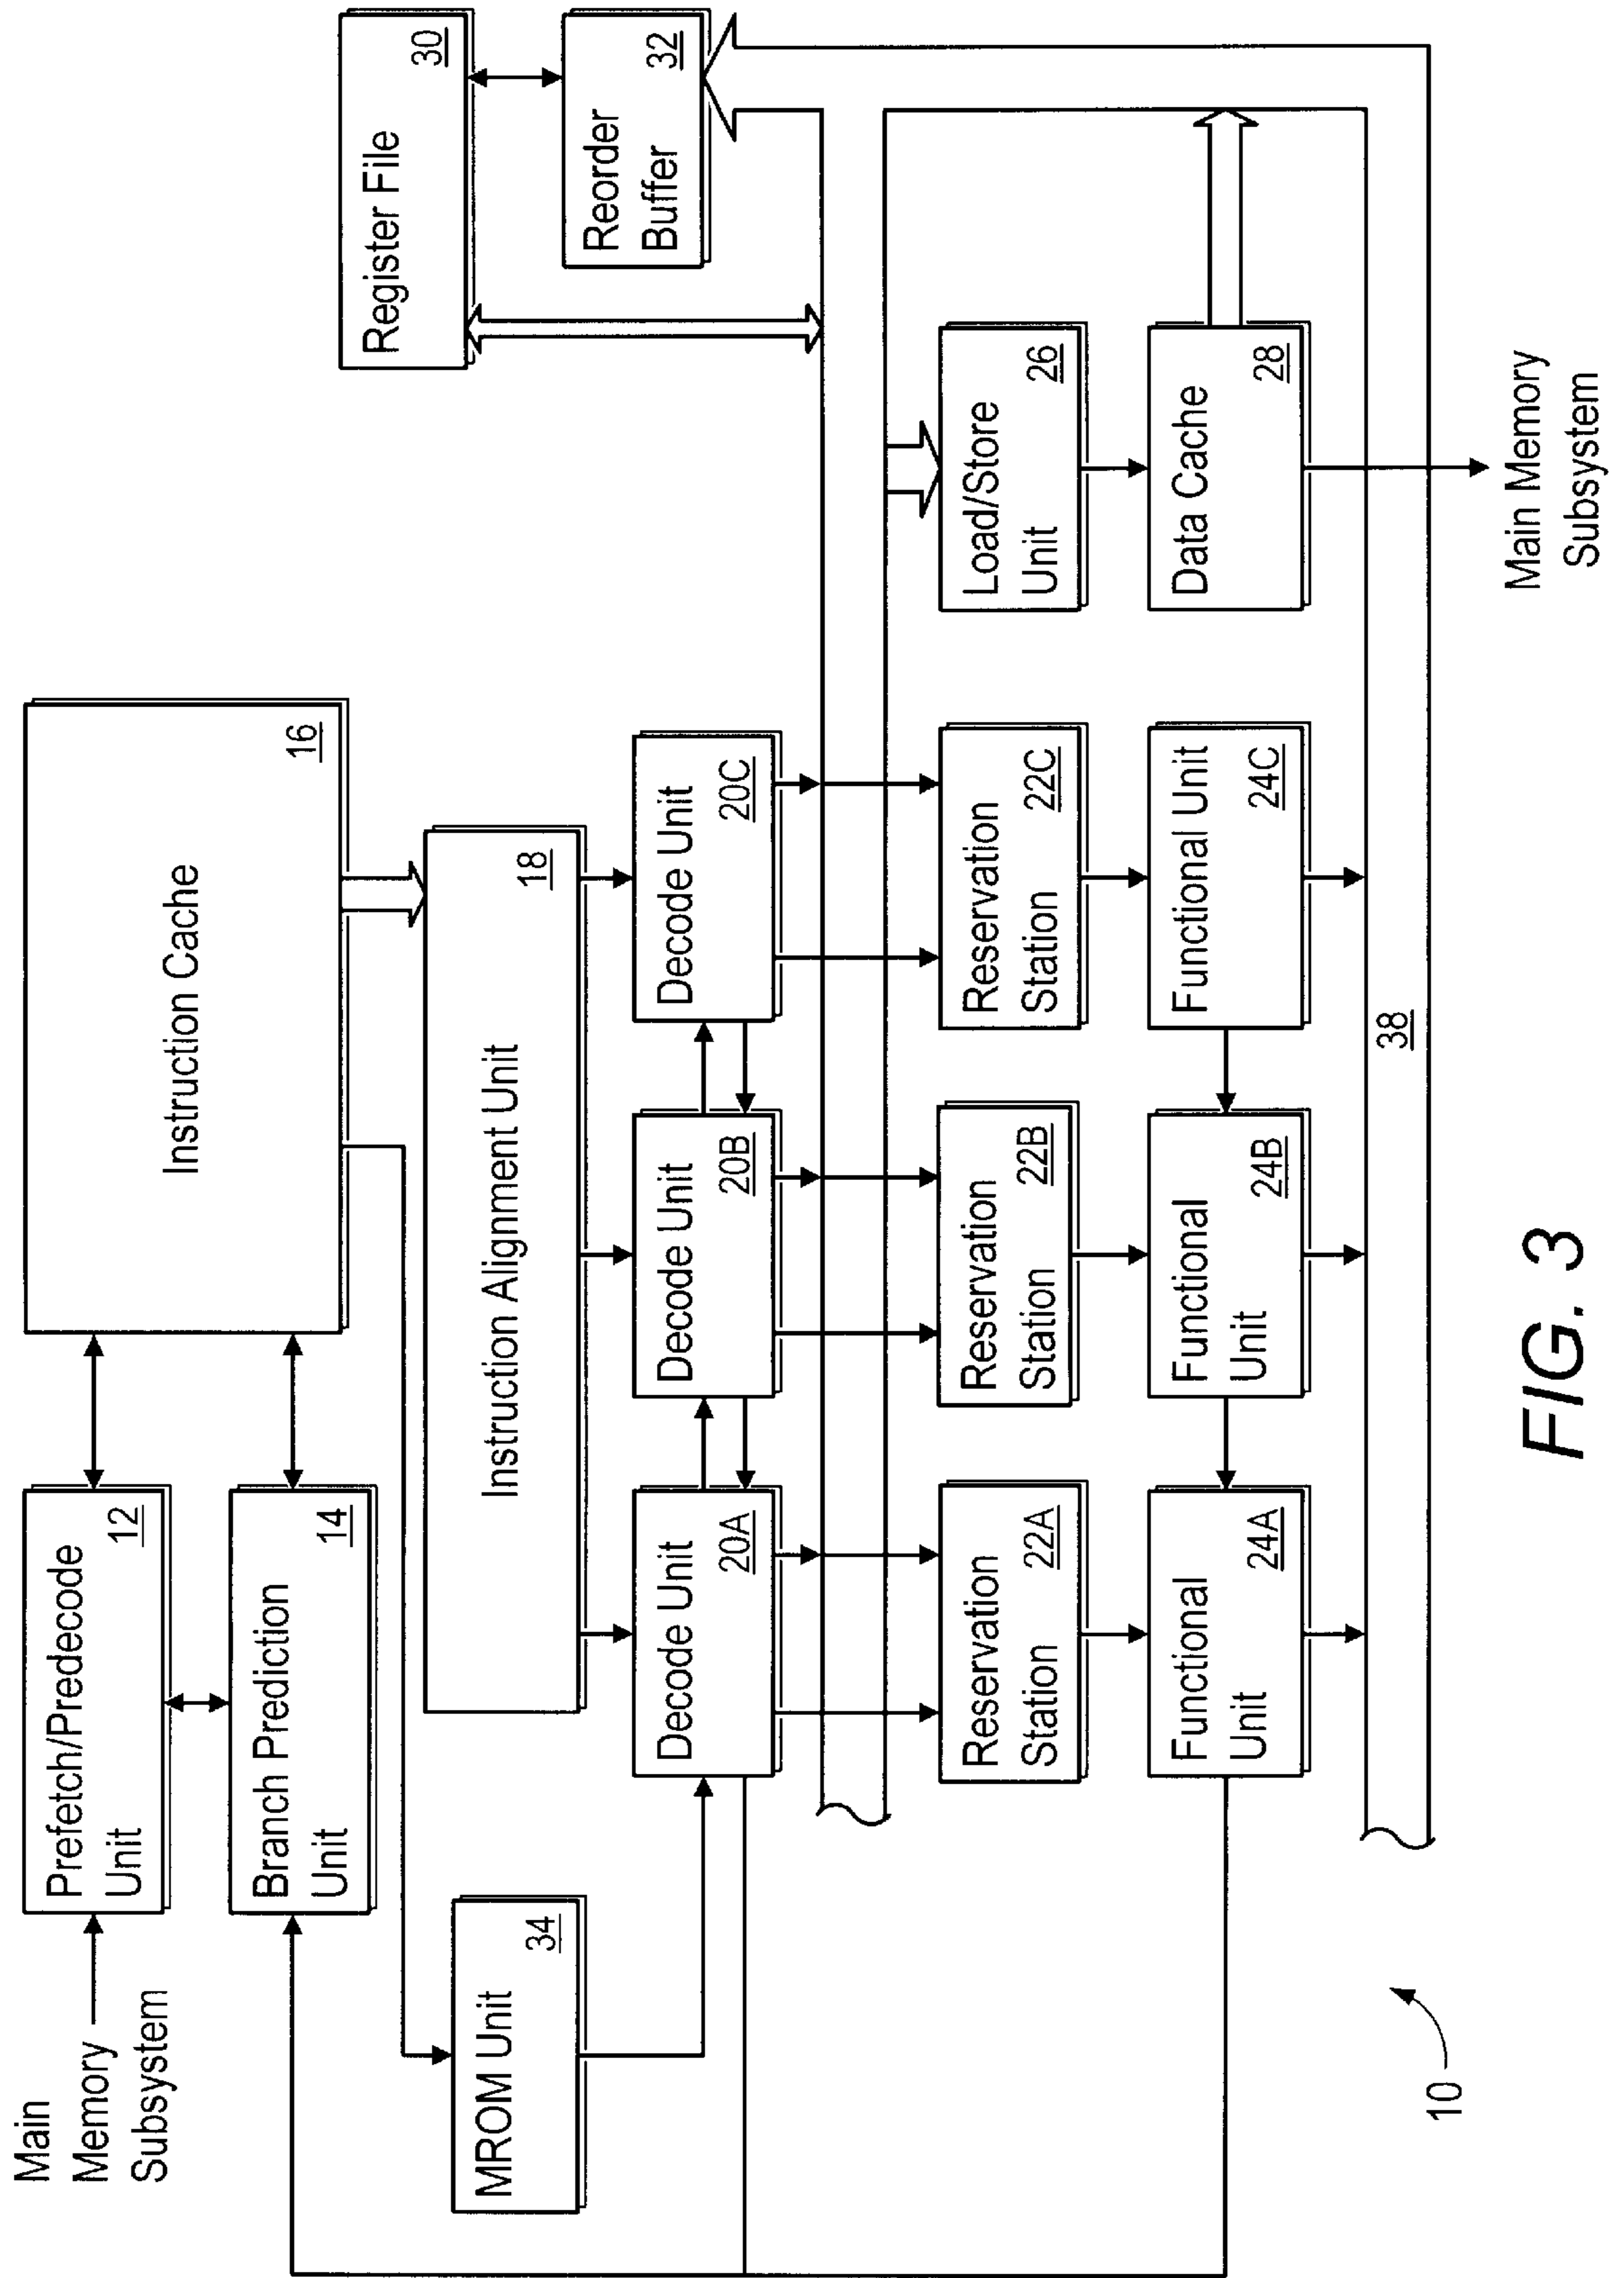 Main
Memory
Subsystem
Prefetch/Predecode
Unit
12
Instruction Cache
16
Branch Prediction
Unit
14
Register File
30
Reorder
Buffer
32
MROM Unit
34
Instruction Alignment Unit
18
Decode Unit
20A
Decode Unit
20B
Decode Unit
20C
Reservation
Station
22A
Reservation
Station
22B
Reservation
Station
22C
Load/Store
Unit
26
Functional
Unit
24A
Functional
Unit
24B
Functional Unit
24C
Data Cache
28
38
Main Memory
Subsystem
10
FIG. 3